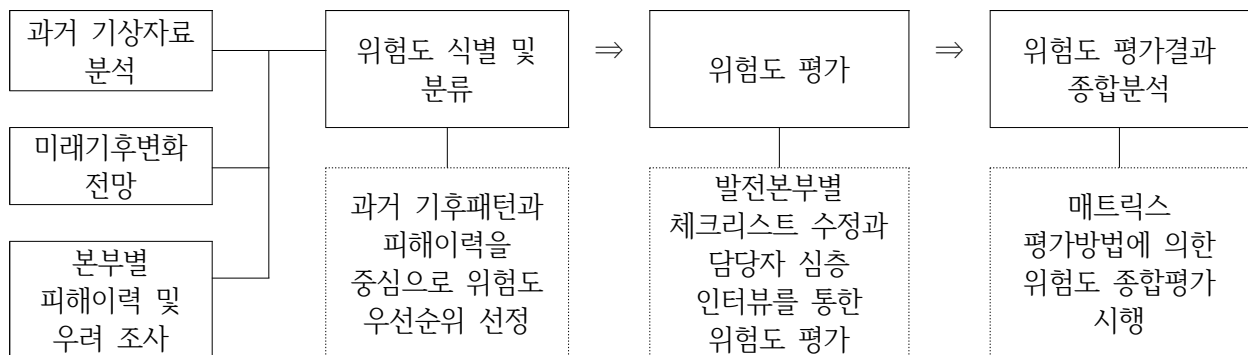 과거 기상자료
분석
미래기후변화
전망
본부별
피해이력 및
우려 조사
위험도 식별 및
분류
과거 기후패턴과
피해이력을
중심으로 위험도
우선순위 선정
⇒
위험도 평가
발전본부별
체크리스트 수정과
담당자 심층
인터뷰를 통한
위험도 평가
⇒
위험도 평가결과
종합분석
매트릭스
평가방법에 의한
위험도 종합평가
시행